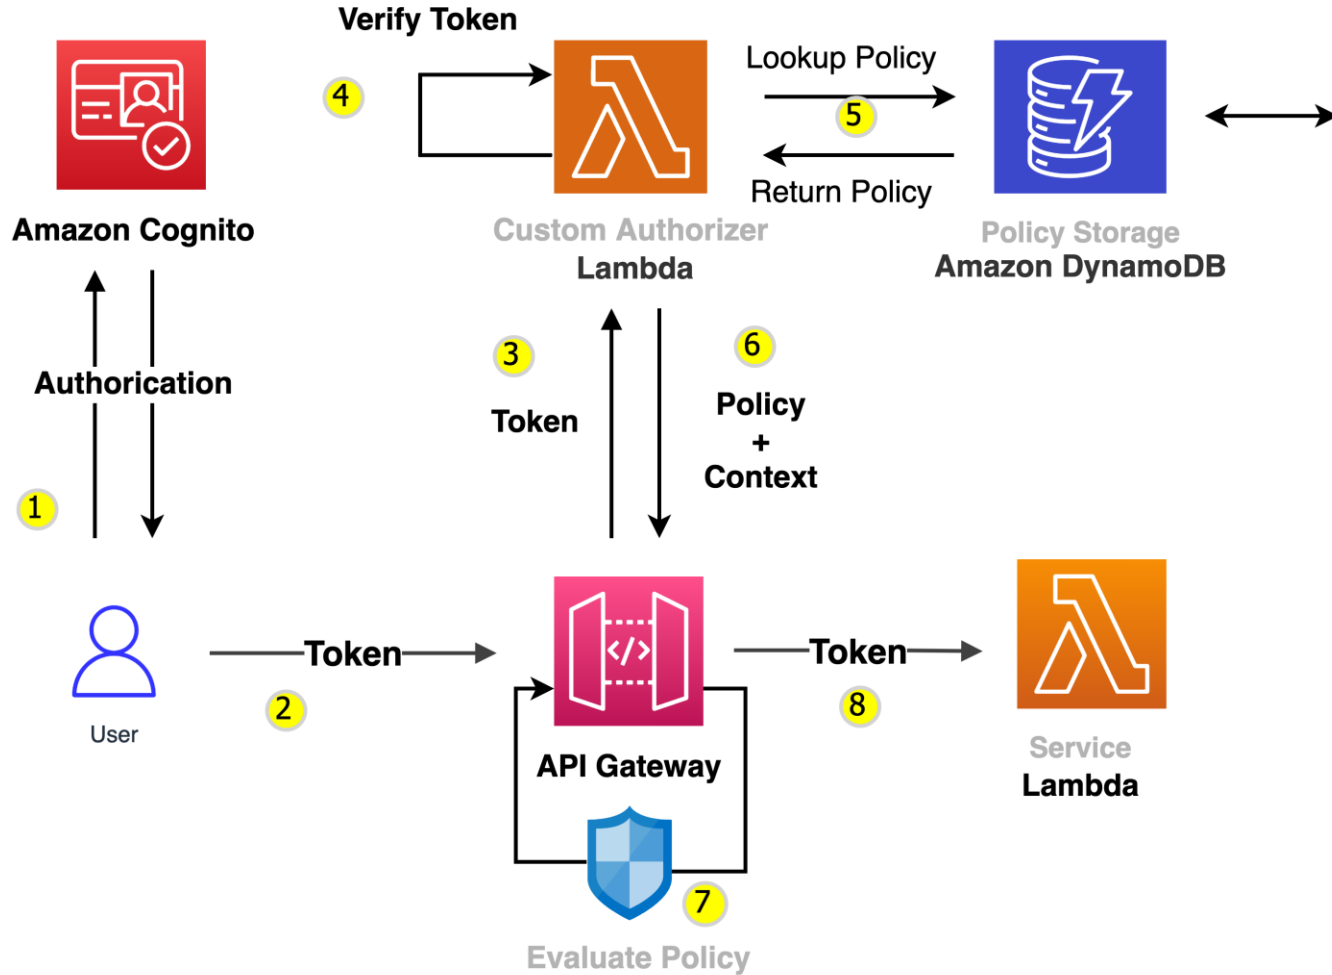 Verify Token
4
Lookup Policy
5
Return Policy
Amazon Cognito
Custom Authorizer
Lambda
Policy Storage
Amazon DynamoDB
Authorication
1
3
Token
6
Policy
+
Context
User
Token
2
</>
API Gateway
Token
8
Service
Lambda
7
Evaluate Policy